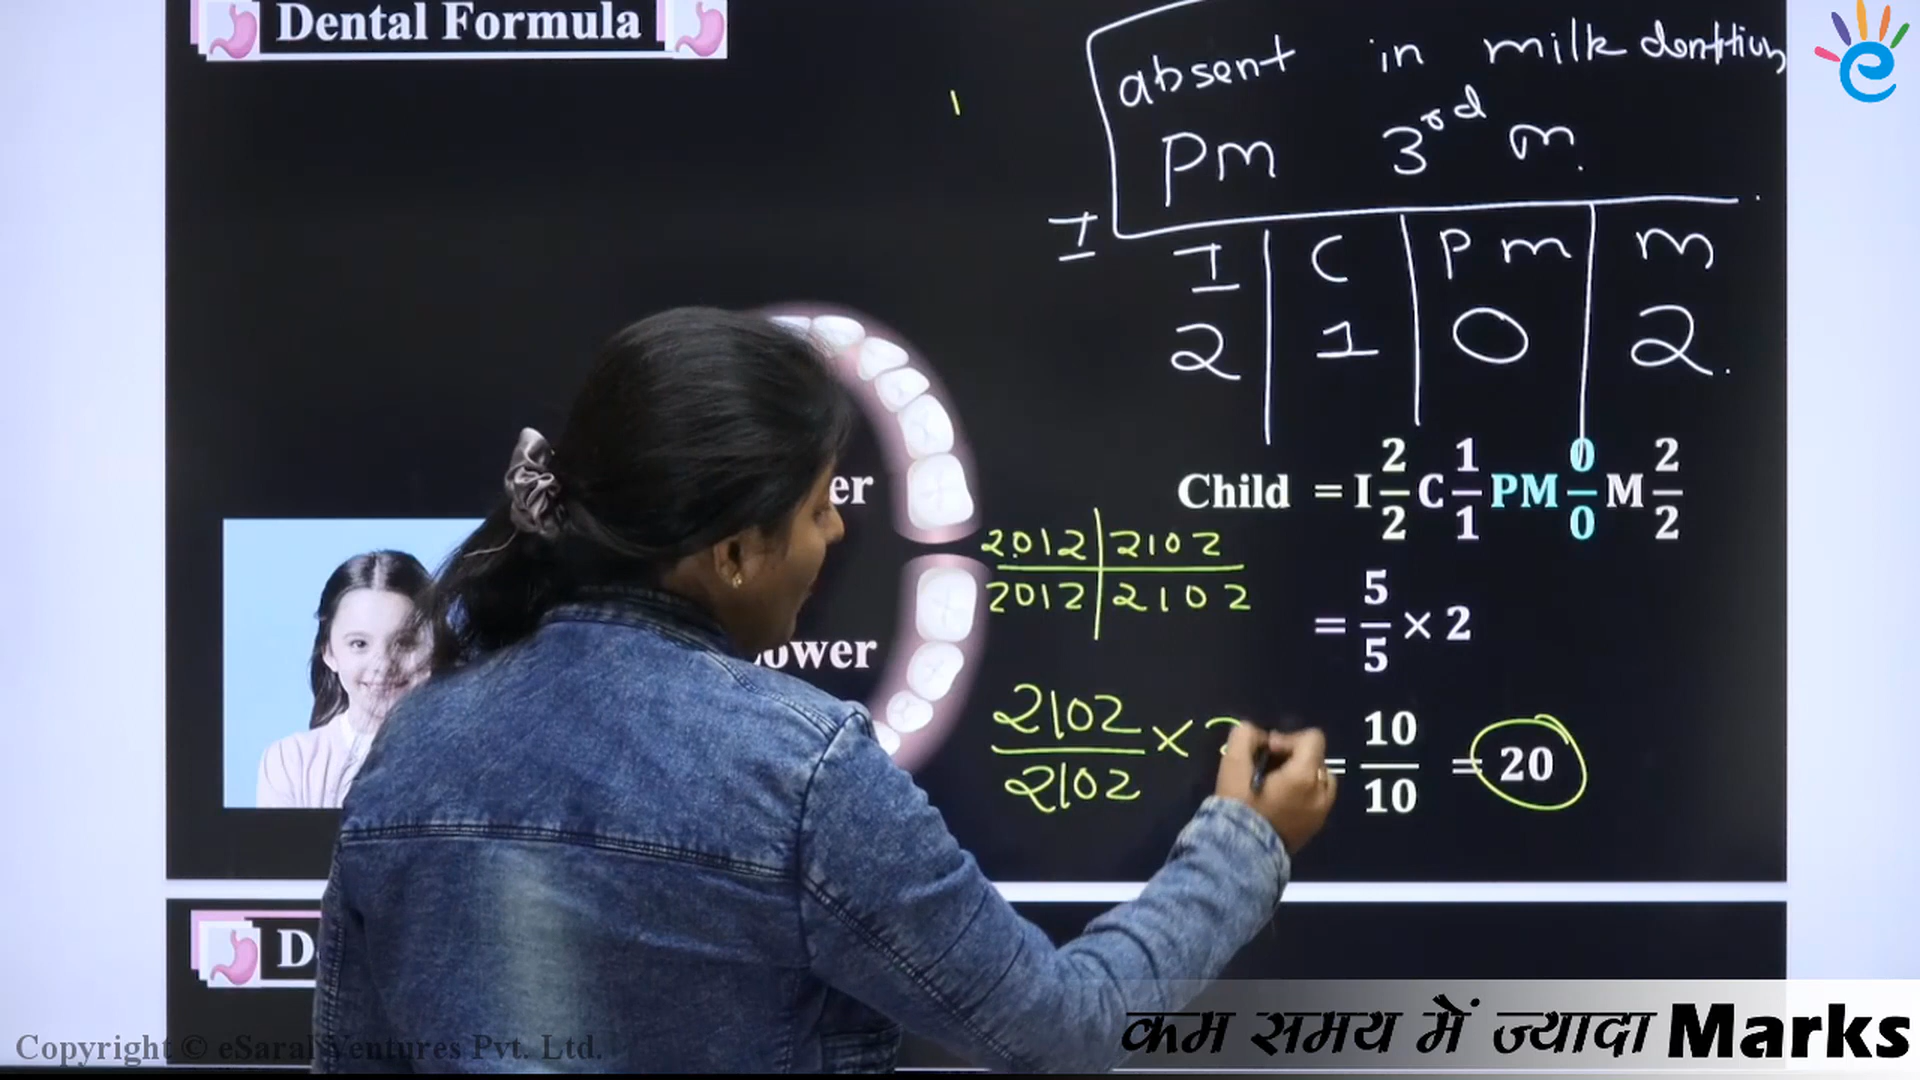 Dental Formula
absent in milk dentition
Pm 3rd m.
I
I C Pm m
2 1 0 2.
Child = I 2/2 C 1/1 PM 0/0 M 2/2
er
2012 | 2102
2012 | 2102
= 5/5 × 2
ower
2102/2102 × 2
= 10/10 = 20
D
कम समय में ज्यादा Marks
Copyright © eSaral Ventures Pvt. Ltd.